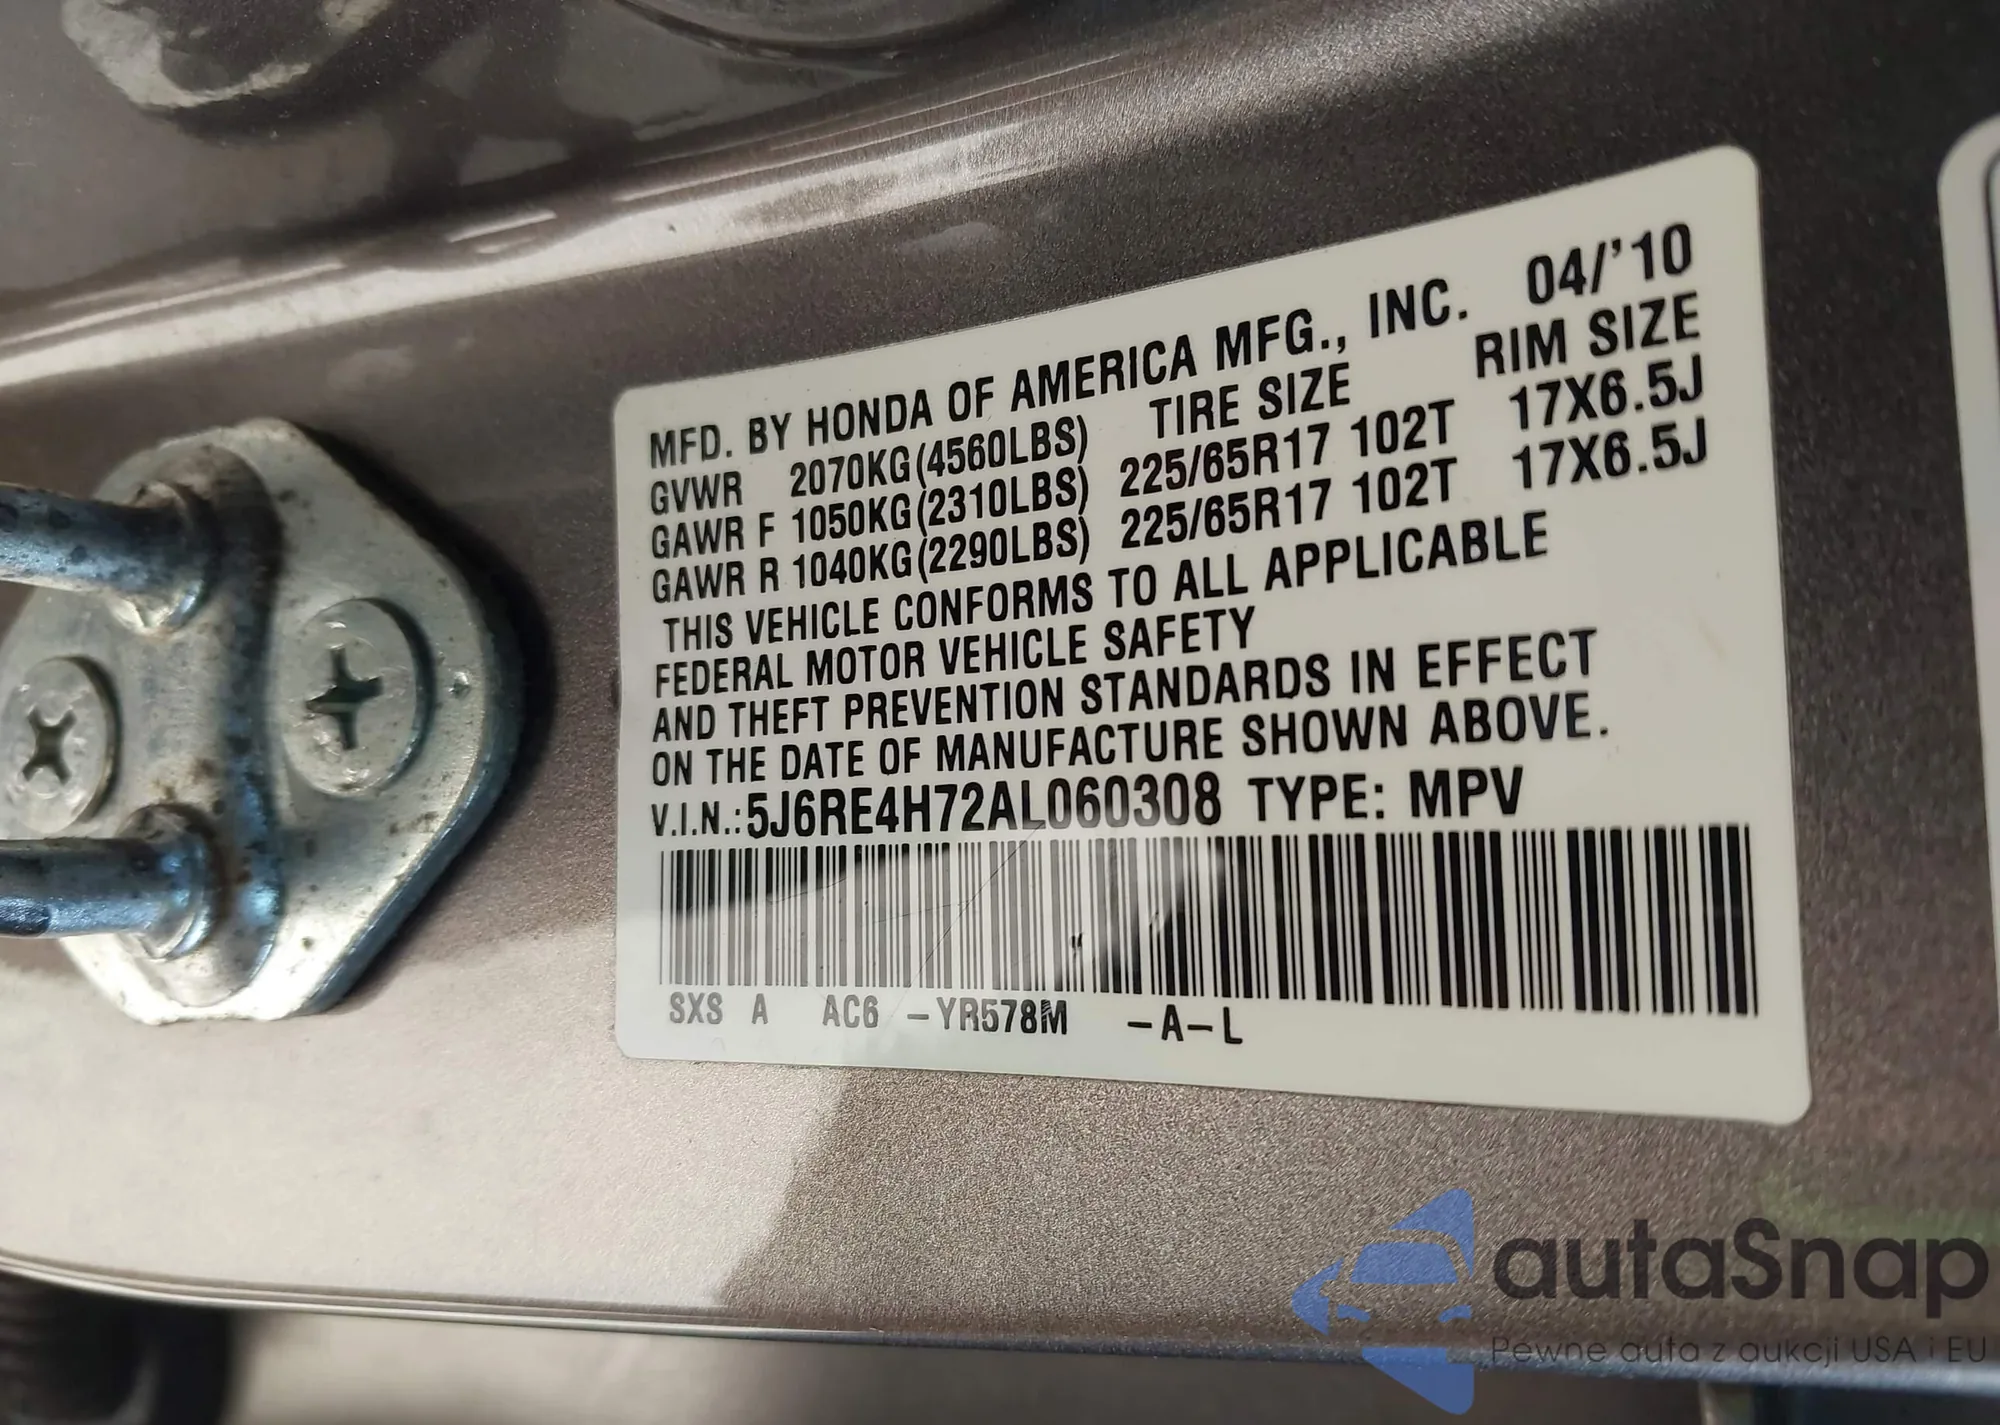 MFD. BY HONDA OF AMERICA MFG., INC. 04/'10
GVWR 2070KG(4560LBS) TIRE SIZE RIM SIZE
GAWR F 1050KG(2310LBS) 225/65R17 102T 17X6.5J
GAWR R 1040KG(2290LBS) 225/65R17 102T 17X6.5J
THIS VEHICLE CONFORMS TO ALL APPLICABLE
FEDERAL MOTOR VEHICLE SAFETY
AND THEFT PREVENTION STANDARDS IN EFFECT
ON THE DATE OF MANUFACTURE SHOWN ABOVE.
V.I.N.: 5J6RE4H72AL060308 TYPE: MPV
SXS A AC6 -YR578M -A-L
autaSnap
Pewne auta z aukcji USA i EU